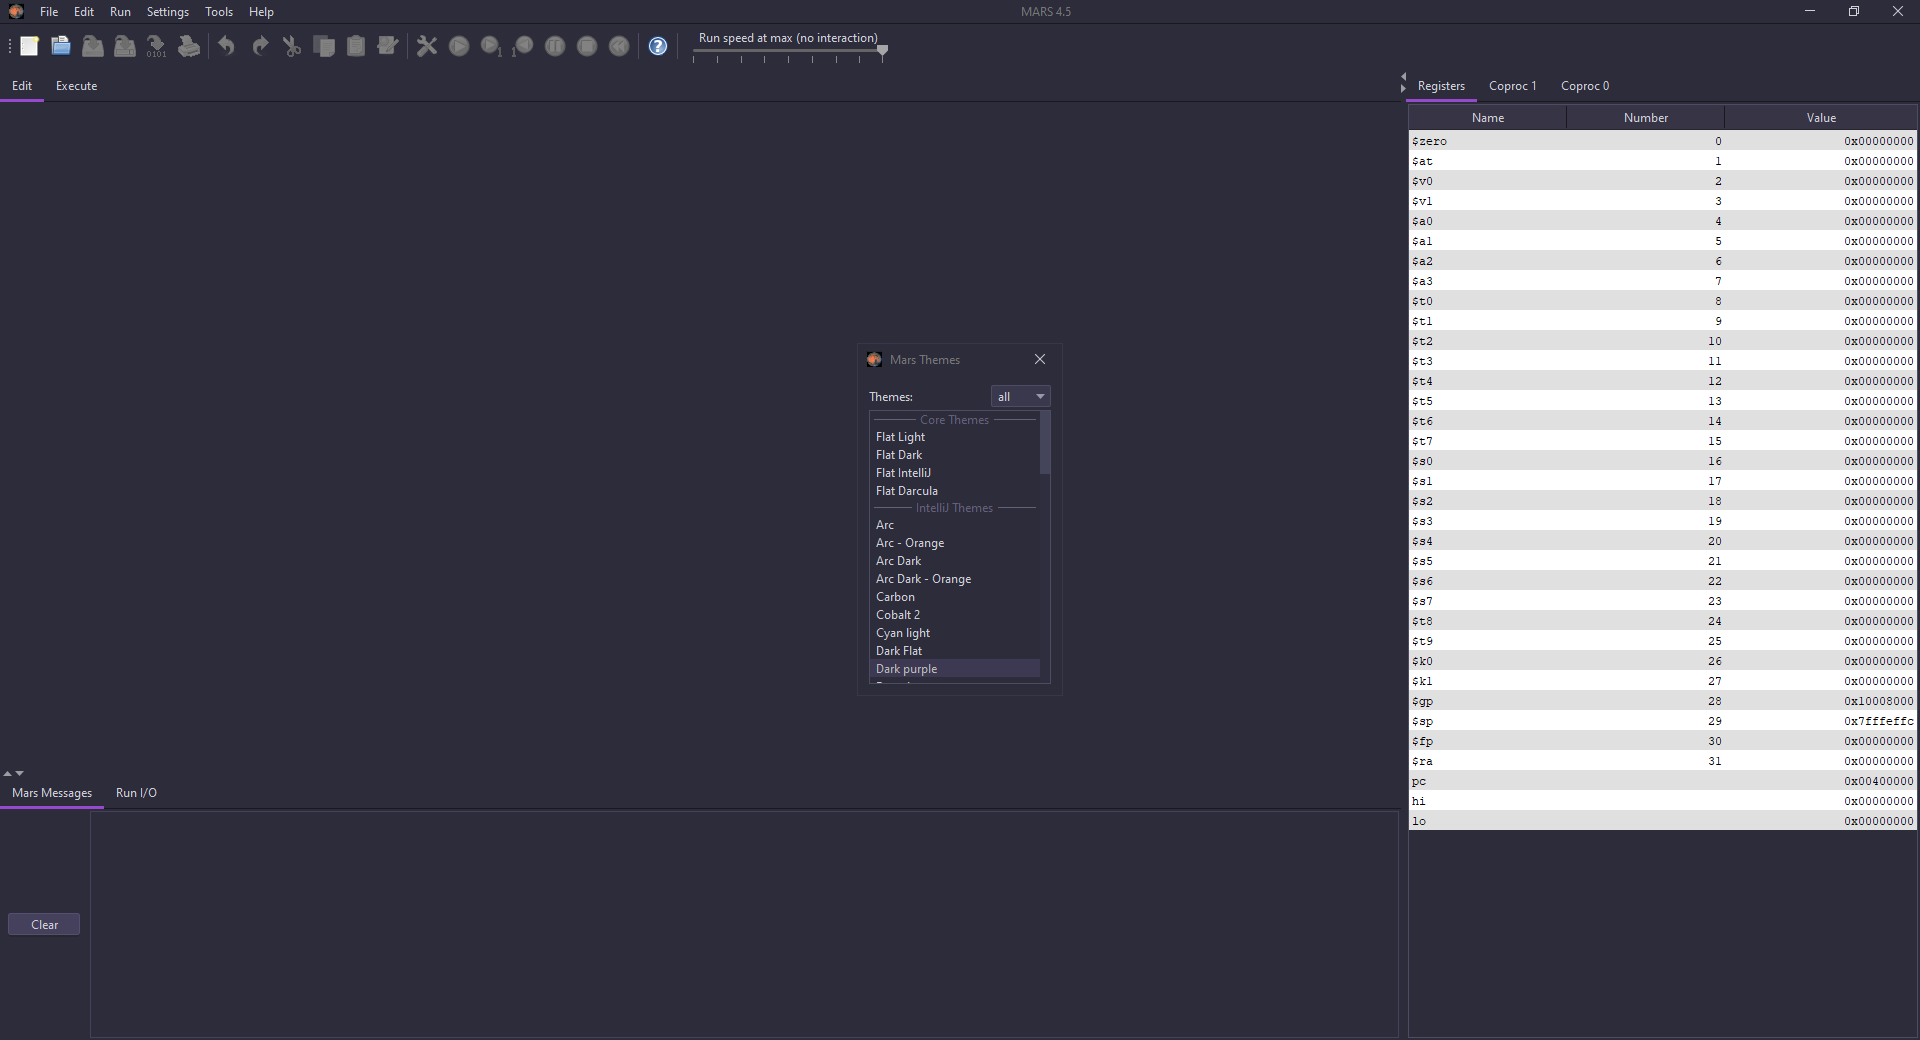 File Edit Run Settings Tools Help MARS 4.5
0101 1 1 ? Run speed at max (no interaction)
Edit Execute
Registers Coproc 1 Coproc 0
Name Number Value
$zero 0 0x00000000
$at 1 0x00000000
$v0 2 0x00000000
$v1 3 0x00000000
$a0 4 0x00000000
$a1 5 0x00000000
$a2 6 0x00000000
$a3 7 0x00000000
$t0 8 0x00000000
$t1 9 0x00000000
$t2 10 0x00000000
$t3 11 0x00000000
$t4 12 0x00000000
$t5 13 0x00000000
$t6 14 0x00000000
$t7 15 0x00000000
$s0 16 0x00000000
$s1 17 0x00000000
$s2 18 0x00000000
$s3 19 0x00000000
$s4 20 0x00000000
$s5 21 0x00000000
$s6 22 0x00000000
$s7 23 0x00000000
$t8 24 0x00000000
$t9 25 0x00000000
$k0 26 0x00000000
$k1 27 0x00000000
$gp 28 0x10008000
$sp 29 0x7fffeffc
$fp 30 0x00000000
$ra 31 0x00000000
pc 0x00400000
hi 0x00000000
lo 0x00000000
Mars Themes
Themes: all
Core Themes
Flat Light
Flat Dark
Flat IntelliJ
Flat Darcula
IntelliJ Themes
Arc
Arc - Orange
Arc Dark
Arc Dark - Orange
Carbon
Cobalt 2
Cyan light
Dark Flat
Dark purple
Mars Messages Run I/O
Clear